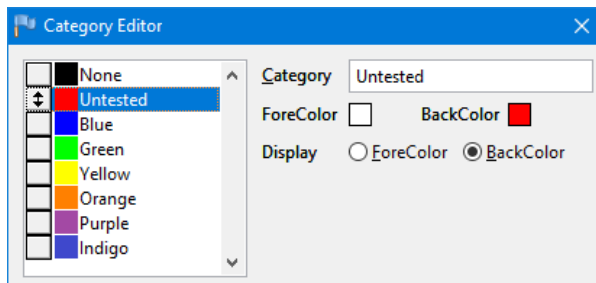 Category Editor
None
Untested
Blue
Green
Yellow
Orange
Purple
Indigo
Category Untested
ForeColor BackColor
Display ForeColor BackColor